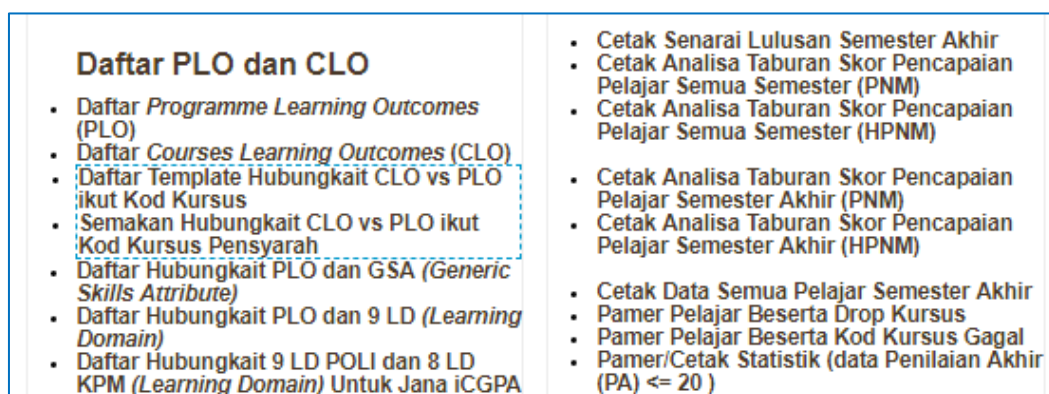 Daftar PLO dan CLO
Daftar Programme Learning Outcomes
(PLO)
Daftar Courses Learning Outcomes (CLO)
Daftar Template Hubungkait CLO vs PLO
ikut Kod Kursus
Semakan Hubungkait CLO vs PLO ikut
Kod Kursus Pensyarah
Daftar Hubungkait PLO dan GSA (Generic
Skills Attribute)
Daftar Hubungkait PLO dan 9 LD (Learning
Domain)
Daftar Hubungkait 9 LD POLI dan 8 LD
KPM (Learning Domain) Untuk Jana iCGPA
Cetak Senarai Lulusan Semester Akhir
Cetak Analisa Taburan Skor Pencapaian
Pelajar Semua Semester (PNM)
Cetak Analisa Taburan Skor Pencapaian
Pelajar Semua Semester (HPNM)
Cetak Analisa Taburan Skor Pencapaian
Pelajar Semester Akhir (PNM)
Cetak Analisa Taburan Skor Pencapaian
Pelajar Semester Akhir (HPNM)
Cetak Data Semua Pelajar Semester Akhir
Pamer Pelajar Beserta Drop Kursus
Pamer Pelajar Beserta Kod Kursus Gagal
Pamer/Cetak Statistik (data Penilaian Akhir
(PA) <= 20 )